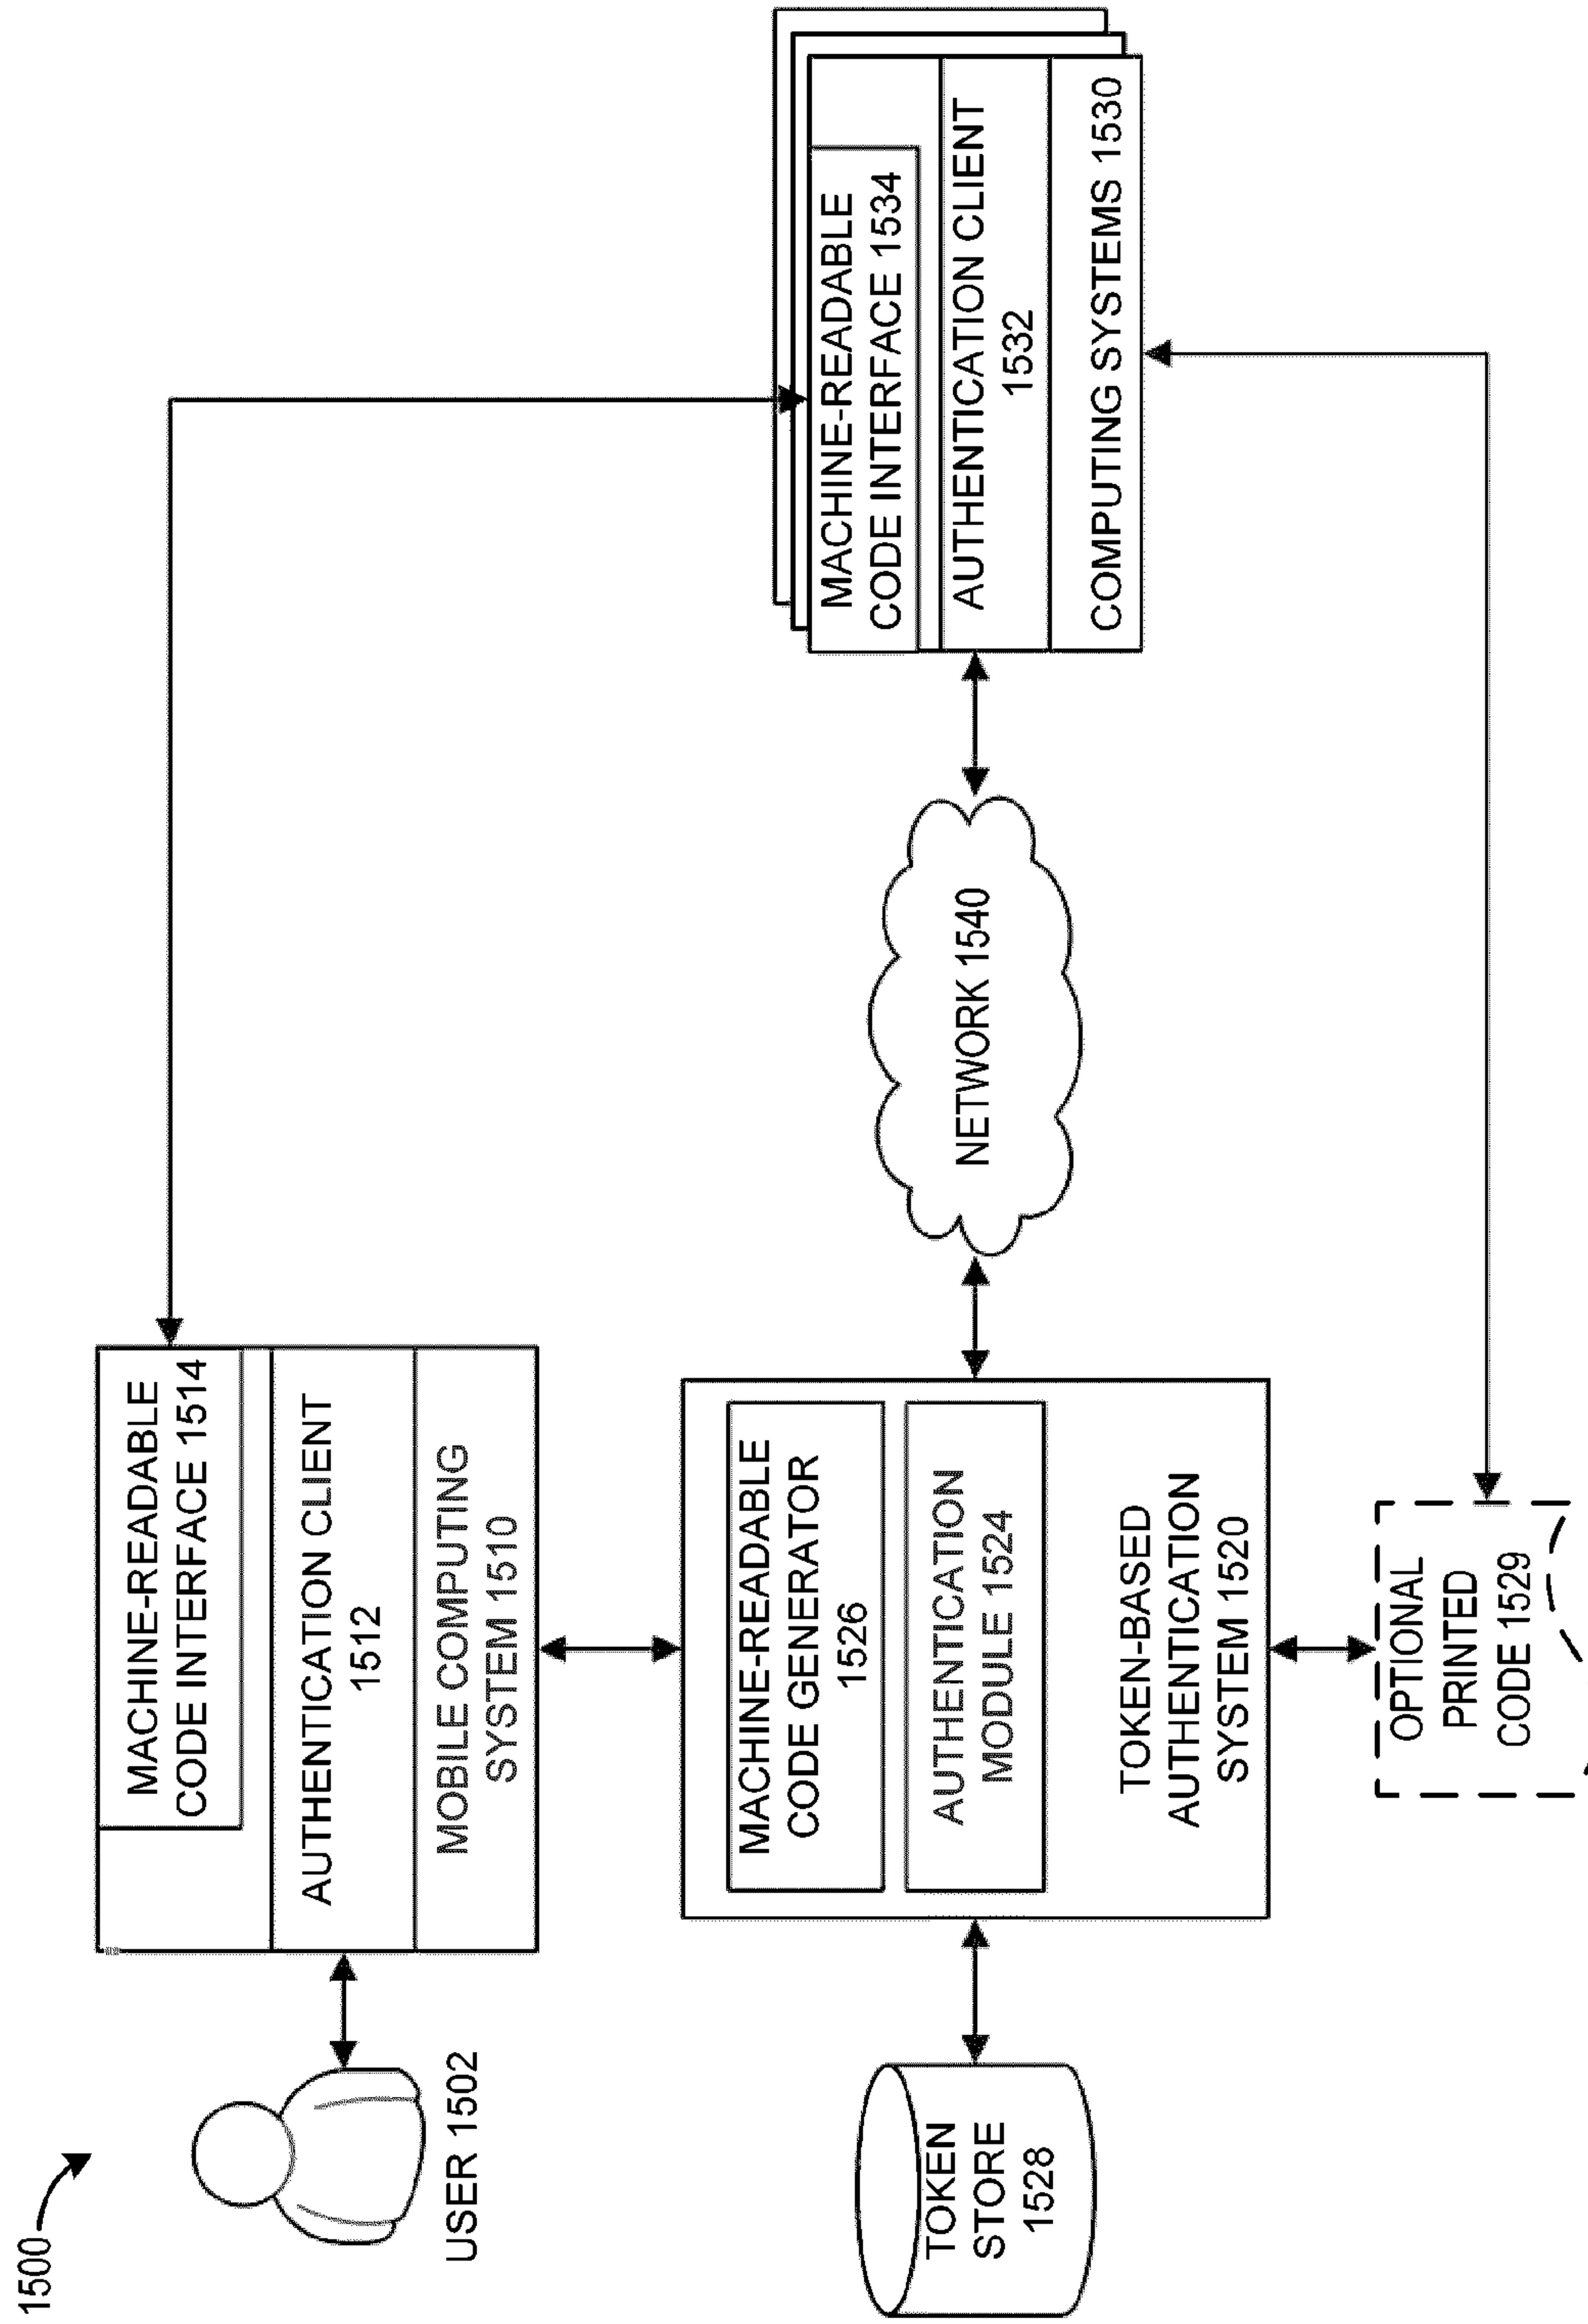 1500
USER 1502
MACHINE-READABLE
CODE INTERFACE 1514
AUTHENTICATION CLIENT
1512
MOBILE COMPUTING
SYSTEM 1510
MACHINE-READABLE
CODE INTERFACE 1534
AUTHENTICATION CLIENT
1532
COMPUTING SYSTEMS 1530
TOKEN
STORE
1528
MACHINE-READABLE
CODE GENERATOR
1526
AUTHENTICATION
MODULE 1524
TOKEN-BASED
AUTHENTICATION
SYSTEM 1520
NETWORK 1540
OPTIONAL
PRINTED
CODE 1529